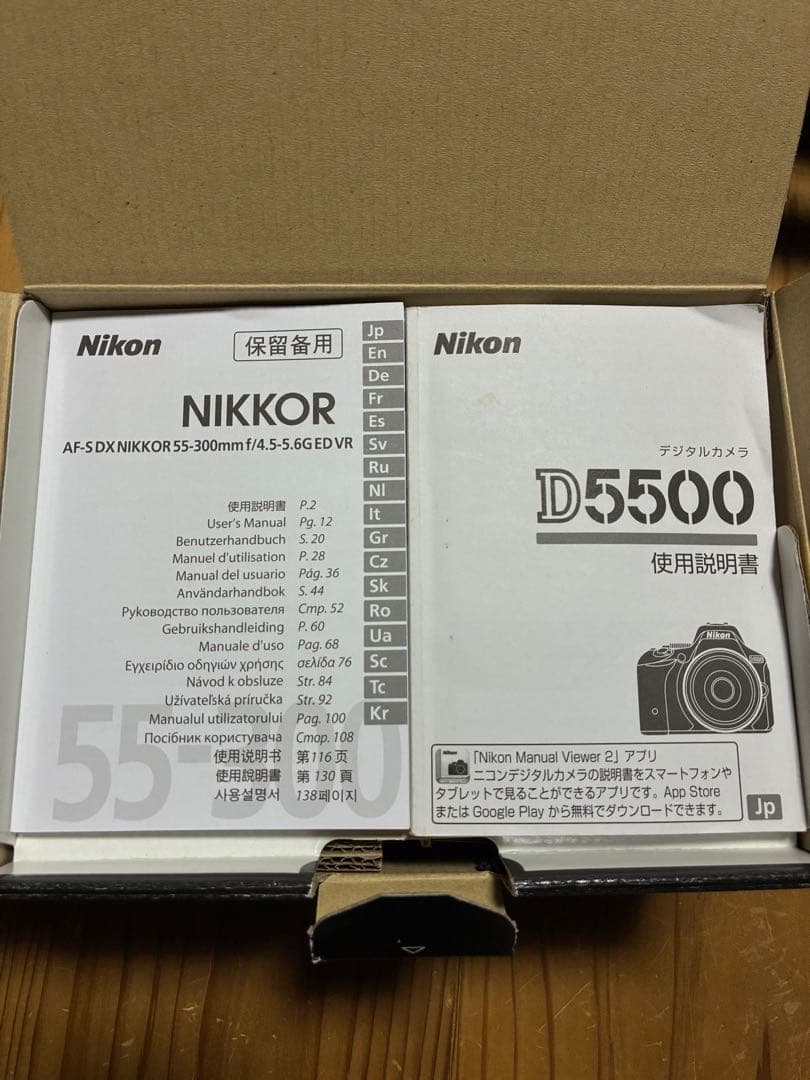 Nikon
保留备用
NIKKOR
AF-S DX NIKKOR 55-300mm f/4.5-5.6G ED VR
使用説明書 P.2
User's Manual Pg. 12
Benutzerhandbuch S. 20
Manuel d'utilisation P. 28
Manual del usuario Pág. 36
Användarhandbok S. 44
Руководство пользователя Стр. 52
Gebruikshandleiding P. 60
Manuale d'uso Pag. 68
Εγχειρίδιο οδηγιών χρήσης σελίδα 76
Návod k obsluze Str. 84
Užívateľská príručka Str. 92
Manualul utilizatorului Pag. 100
Посібник користувача Стор. 108
使用说明书 第116 页
使用說明書 第 130 頁
사용설명서 138페이지
55-300
Jp
En
De
Fr
Es
Sv
Ru
Nl
It
Gr
Cz
Sk
Ro
Ua
Sc
Tc
Kr
Nikon
デジタルカメラ
D5500
使用説明書
Nikon
「Nikon Manual Viewer 2」アプリ
ニコンデジタルカメラの説明書をスマートフォンや
タブレットで見ることができるアプリです。App Store
または Google Play から無料でダウンロードできます。
Jp